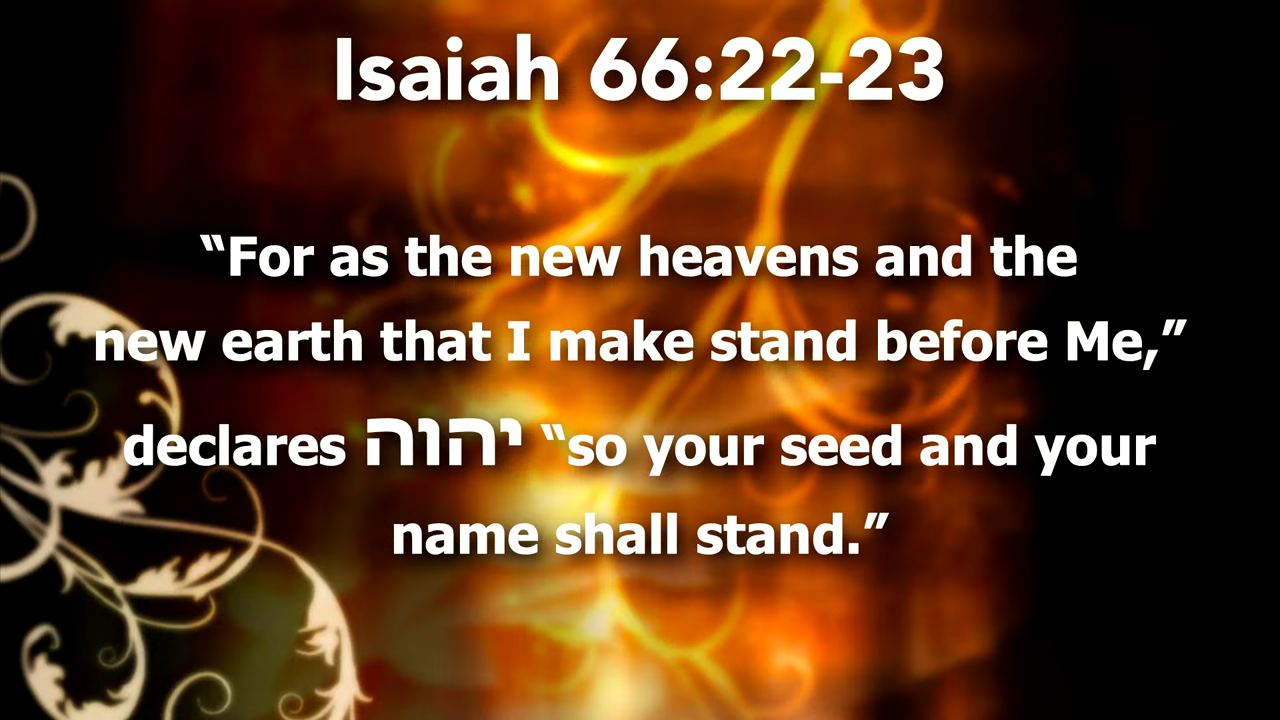 Isaiah 66:22-23
“For as the new heavens and the
new earth that I make stand before Me,”
declares יהוה “so your seed and your
name shall stand.”